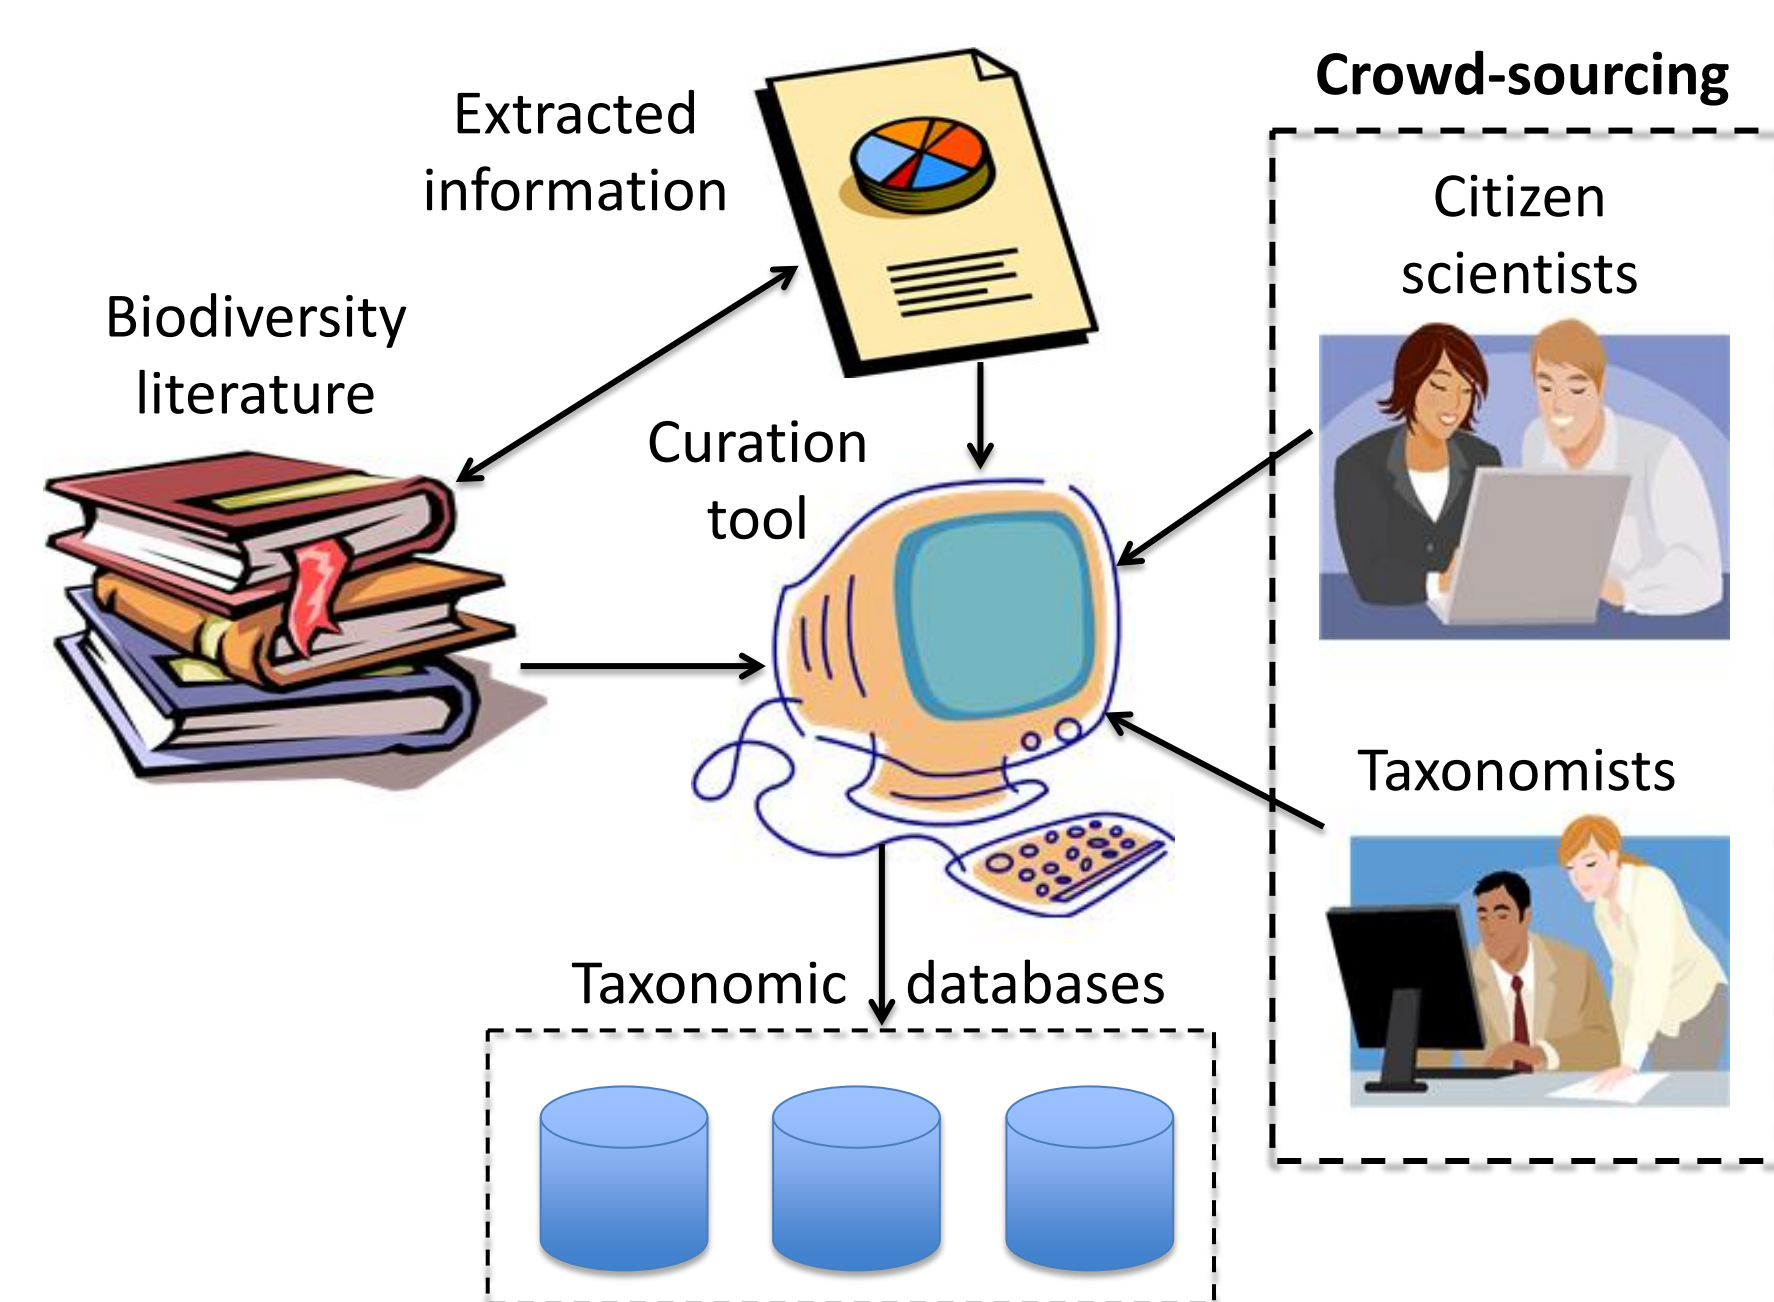 Extracted
information
Crowd-sourcing
Citizen
scientists
Biodiversity
literature
Curation
tool
Taxonomists
Taxonomic databases